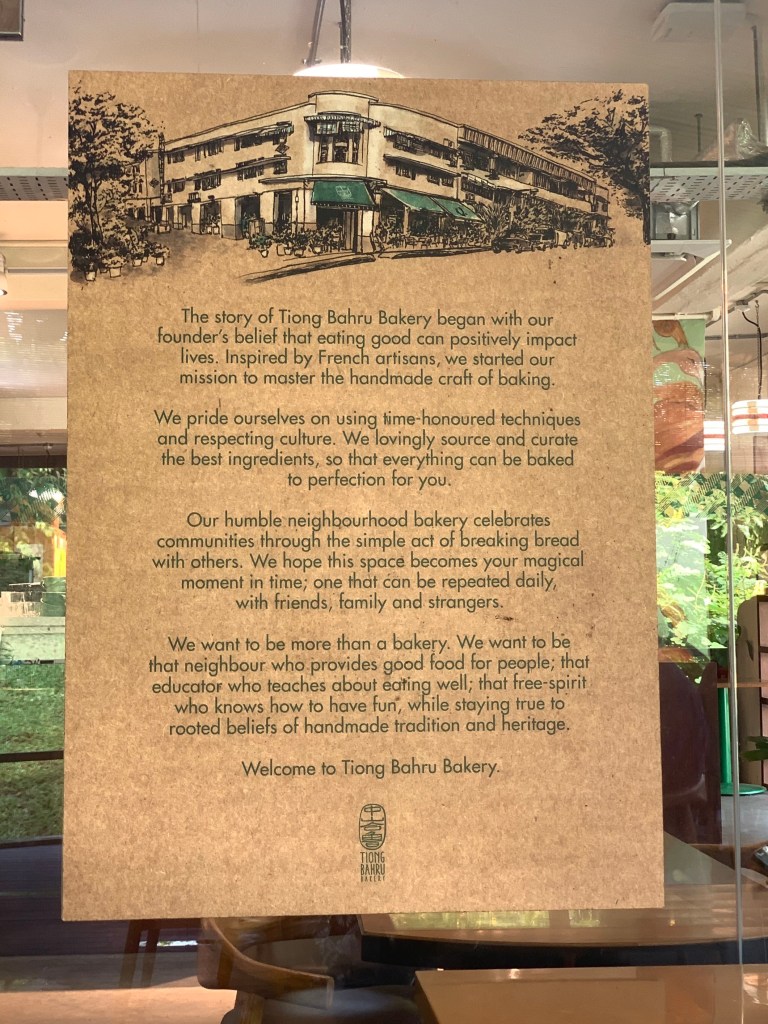 The story of Tiong Bahru Bakery began with our
founder's belief that eating good can positively impact
lives. Inspired by French artisans, we started our
mission to master the handmade craft of baking.
We pride ourselves on using time-honoured techniques
and respecting culture. We lovingly source and curate
the best ingredients, so that everything can be baked
to perfection for you.
Our humble neighbourhood bakery celebrates
communities through the simple act of breaking bread
with others. We hope this space becomes your magical
moment in time; one that can be repeated daily,
with friends, family and strangers.
We want to be more than a bakery. We want to be
that neighbour who provides good food for people; that
educator who teaches about eating well; that free-spirit
who knows how to have fun, while staying true to
rooted beliefs of handmade tradition and heritage.
Welcome to Tiong Bahru Bakery.
TIONG
BAHRU
BAKERY